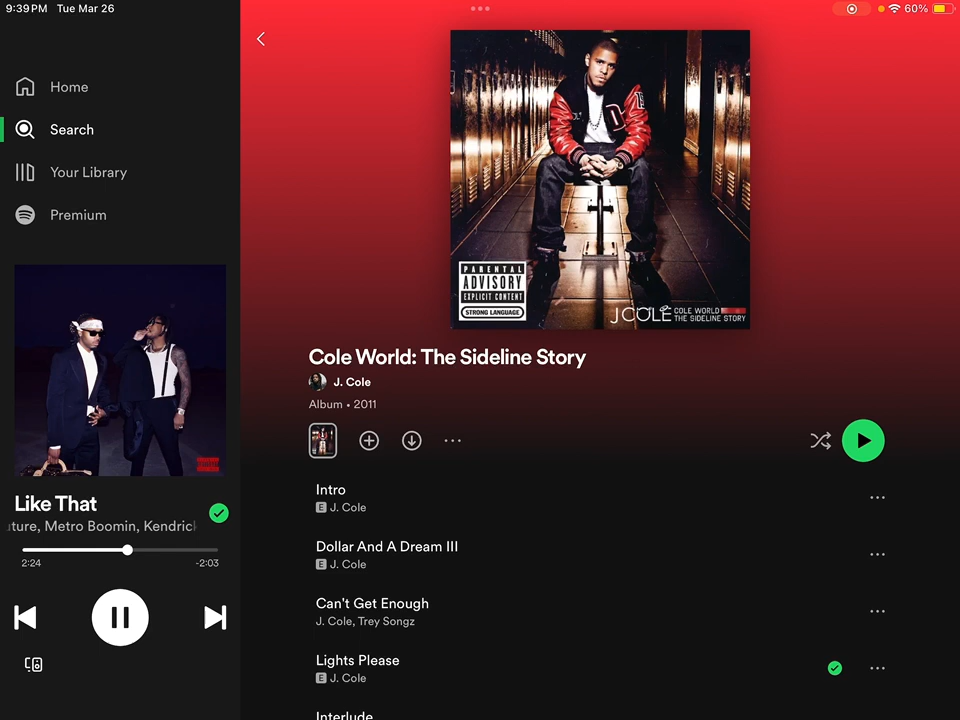 9:39 PM Tue Mar 26
60%
Home
Search
Your Library
Premium
Like That
uture, Metro Boomin, Kendrick
2:24
-2:03
PARENTAL
ADVISORY
EXPLICIT CONTENT
STRONG LANGUAGE
J COLE COLE WORLD
THE SIDELINE STORY
Cole World: The Sideline Story
J. Cole
Album • 2011
Intro
E J. Cole
Dollar And A Dream III
E J. Cole
Can't Get Enough
J. Cole, Trey Songz
Lights Please
E J. Cole
Interlude